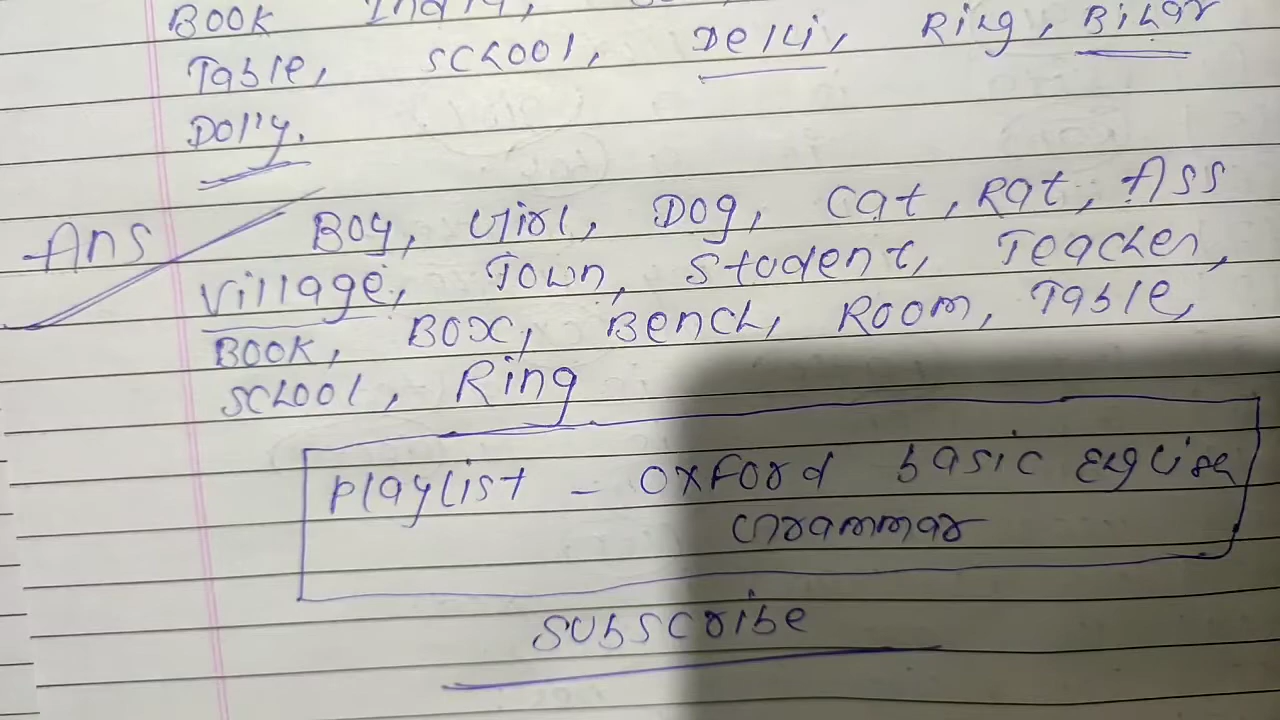 Book India,
Table, School, Delhi, Ring, Bihar
Dolly.
Ans Boy, Girl, Dog, Cat, Rat, Ass
Village, Town, Student, Teacher,
Book, Box, Bench, Room, Table,
School, Ring
Playlist - Oxford basic English
Grammar
Subscribe